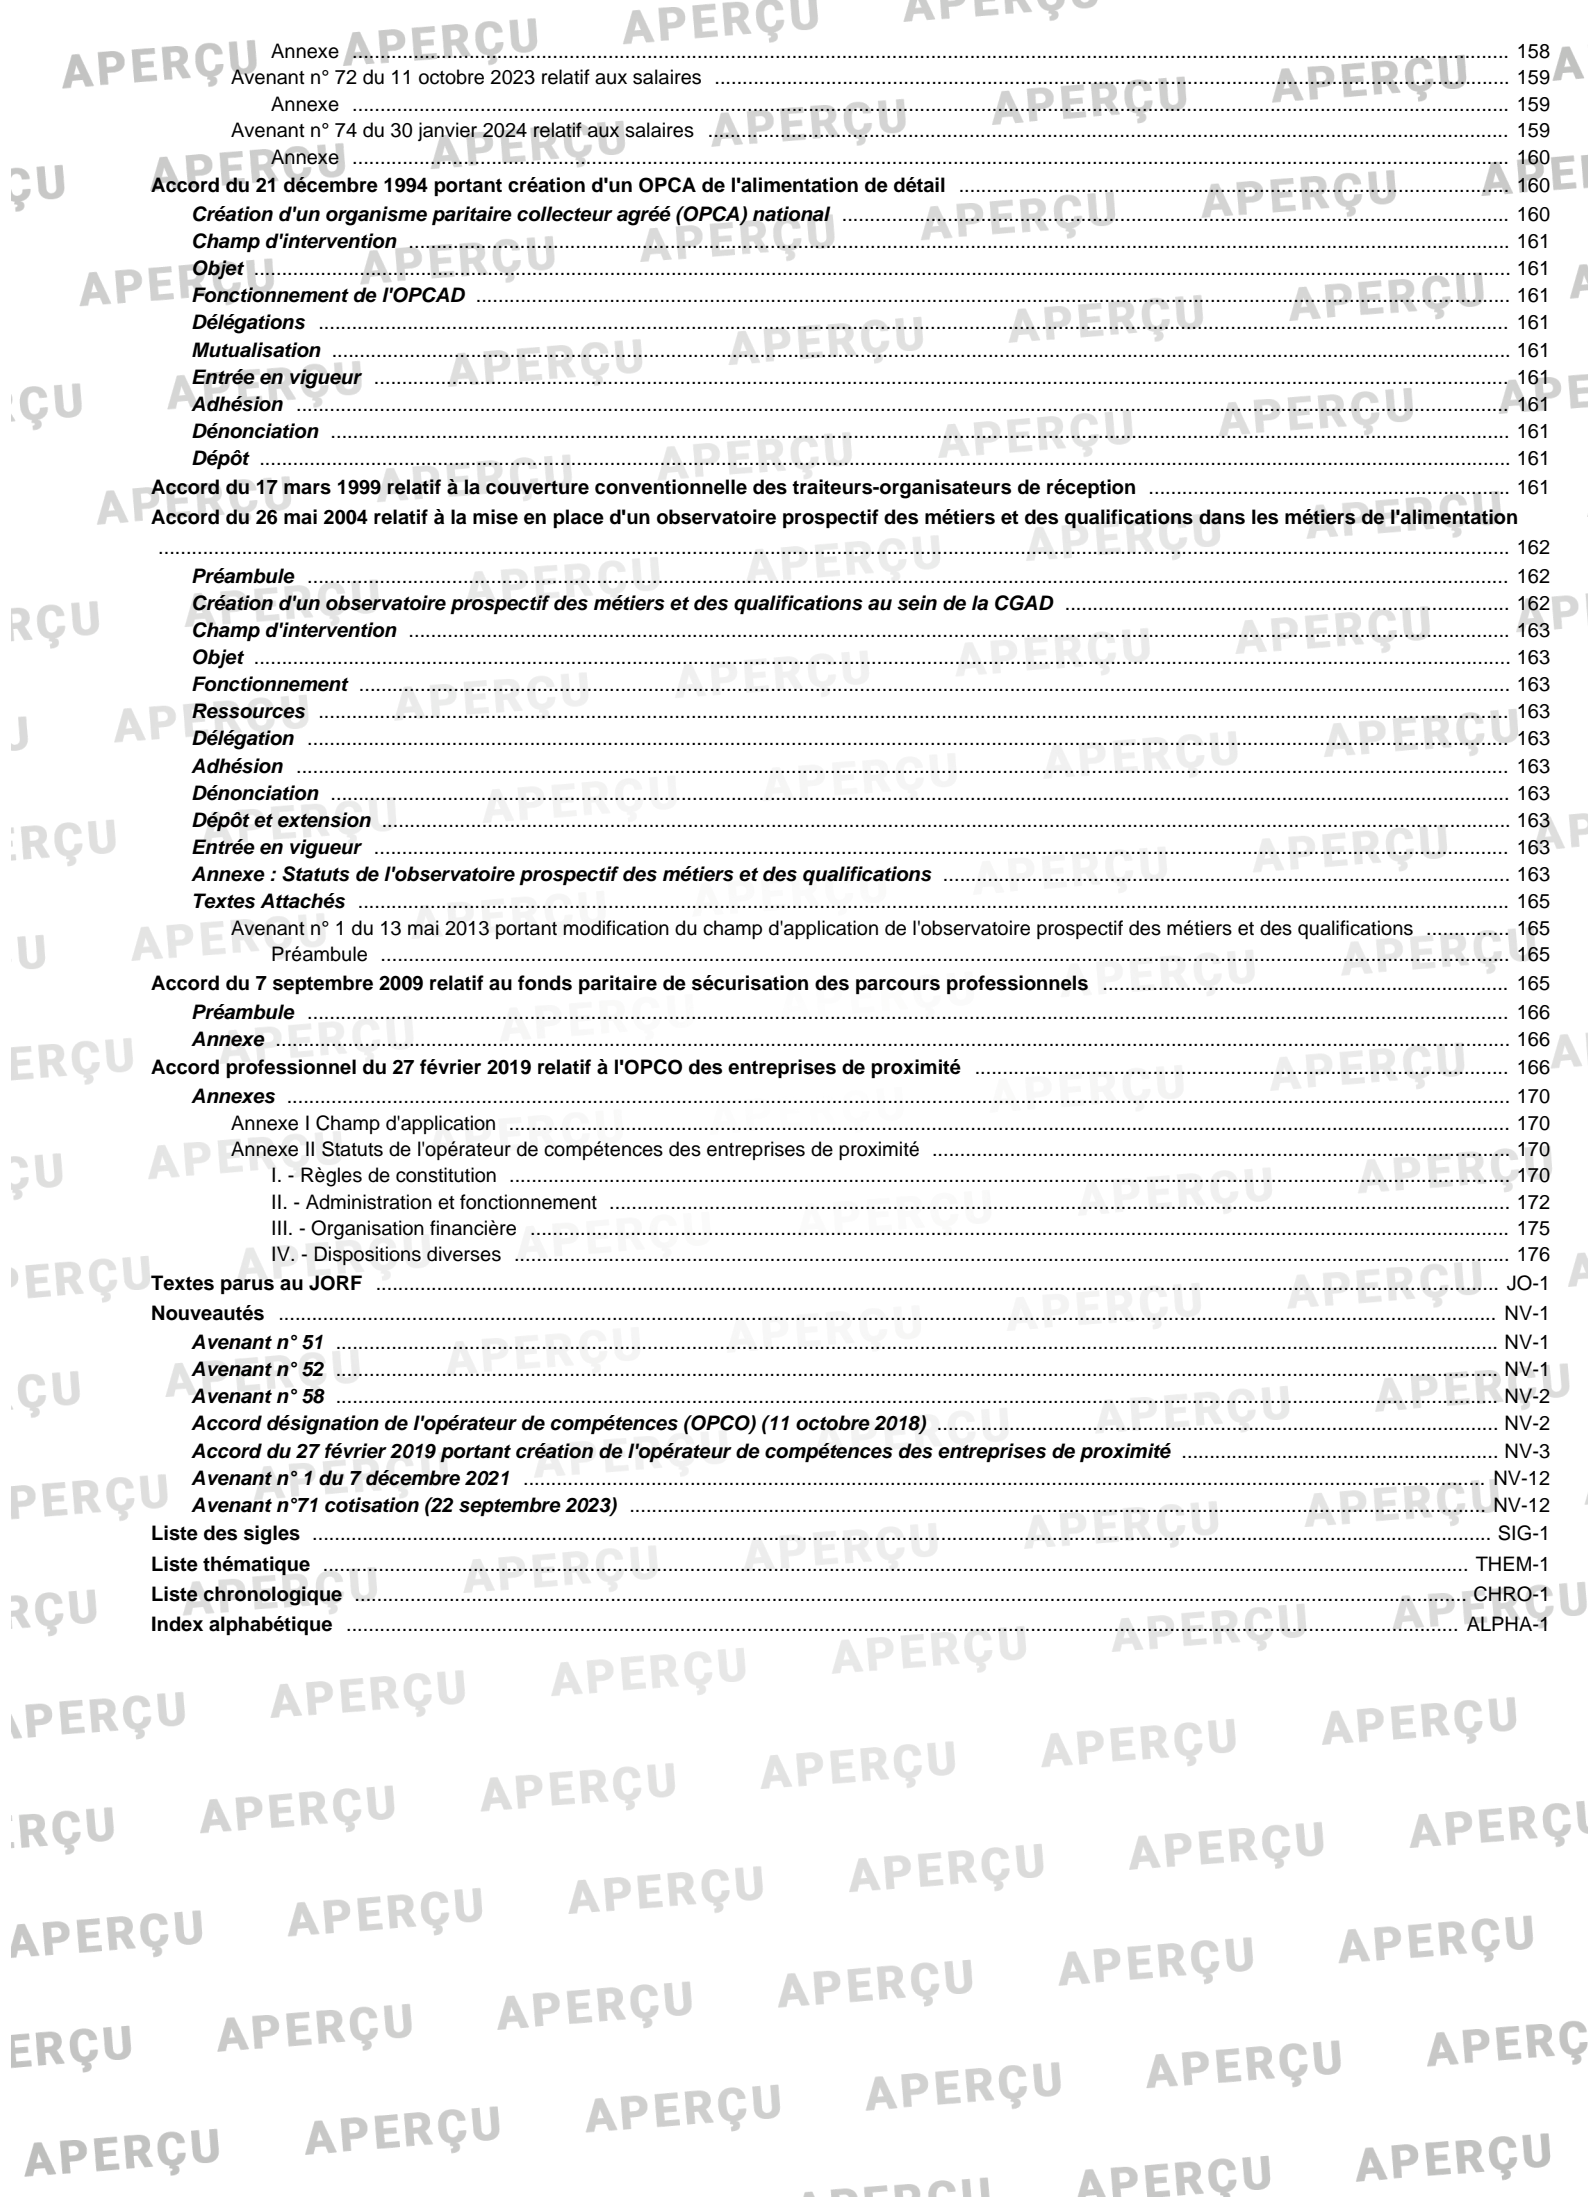 Annexe 158
Avenant n° 72 du 11 octobre 2023 relatif aux salaires 159
Annexe 159
Avenant n° 74 du 30 janvier 2024 relatif aux salaires 159
Annexe 160
Accord du 21 décembre 1994 portant création d'un OPCA de l'alimentation de détail 160
Création d'un organisme paritaire collecteur agréé (OPCA) national 160
Champ d'intervention 161
Objet 161
Fonctionnement de l'OPCAD 161
Délégations 161
Mutualisation 161
Entrée en vigueur 161
Adhésion 161
Dénonciation 161
Dépôt 161
Accord du 17 mars 1999 relatif à la couverture conventionnelle des traiteurs-organisateurs de réception 161
Accord du 26 mai 2004 relatif à la mise en place d'un observatoire prospectif des métiers et des qualifications dans les métiers de l'alimentation
162
Préambule 162
Création d'un observatoire prospectif des métiers et des qualifications au sein de la CGAD 162
Champ d'intervention 163
Objet 163
Fonctionnement 163
Ressources 163
Délégation 163
Adhésion 163
Dénonciation 163
Dépôt et extension 163
Entrée en vigueur 163
Annexe : Statuts de l'observatoire prospectif des métiers et des qualifications 163
Textes Attachés 165
Avenant n° 1 du 13 mai 2013 portant modification du champ d'application de l'observatoire prospectif des métiers et des qualifications 165
Préambule 165
Accord du 7 septembre 2009 relatif au fonds paritaire de sécurisation des parcours professionnels 165
Préambule 166
Annexe 166
Accord professionnel du 27 février 2019 relatif à l'OPCO des entreprises de proximité 166
Annexes 170
Annexe I Champ d'application 170
Annexe II Statuts de l'opérateur de compétences des entreprises de proximité 170
I. - Règles de constitution 170
II. - Administration et fonctionnement 172
III. - Organisation financière 175
IV. - Dispositions diverses 176
Textes parus au JORF JO-1
Nouveautés NV-1
Avenant n° 51 NV-1
Avenant n° 52 NV-1
Avenant n° 58 NV-2
Accord désignation de l'opérateur de compétences (OPCO) (11 octobre 2018) NV-2
Accord du 27 février 2019 portant création de l'opérateur de compétences des entreprises de proximité NV-3
Avenant n° 1 du 7 décembre 2021 NV-12
Avenant n°71 cotisation (22 septembre 2023) NV-12
Liste des sigles SIG-1
Liste thématique THEM-1
Liste chronologique CHRO-1
Index alphabétique ALPHA-1
APERÇU